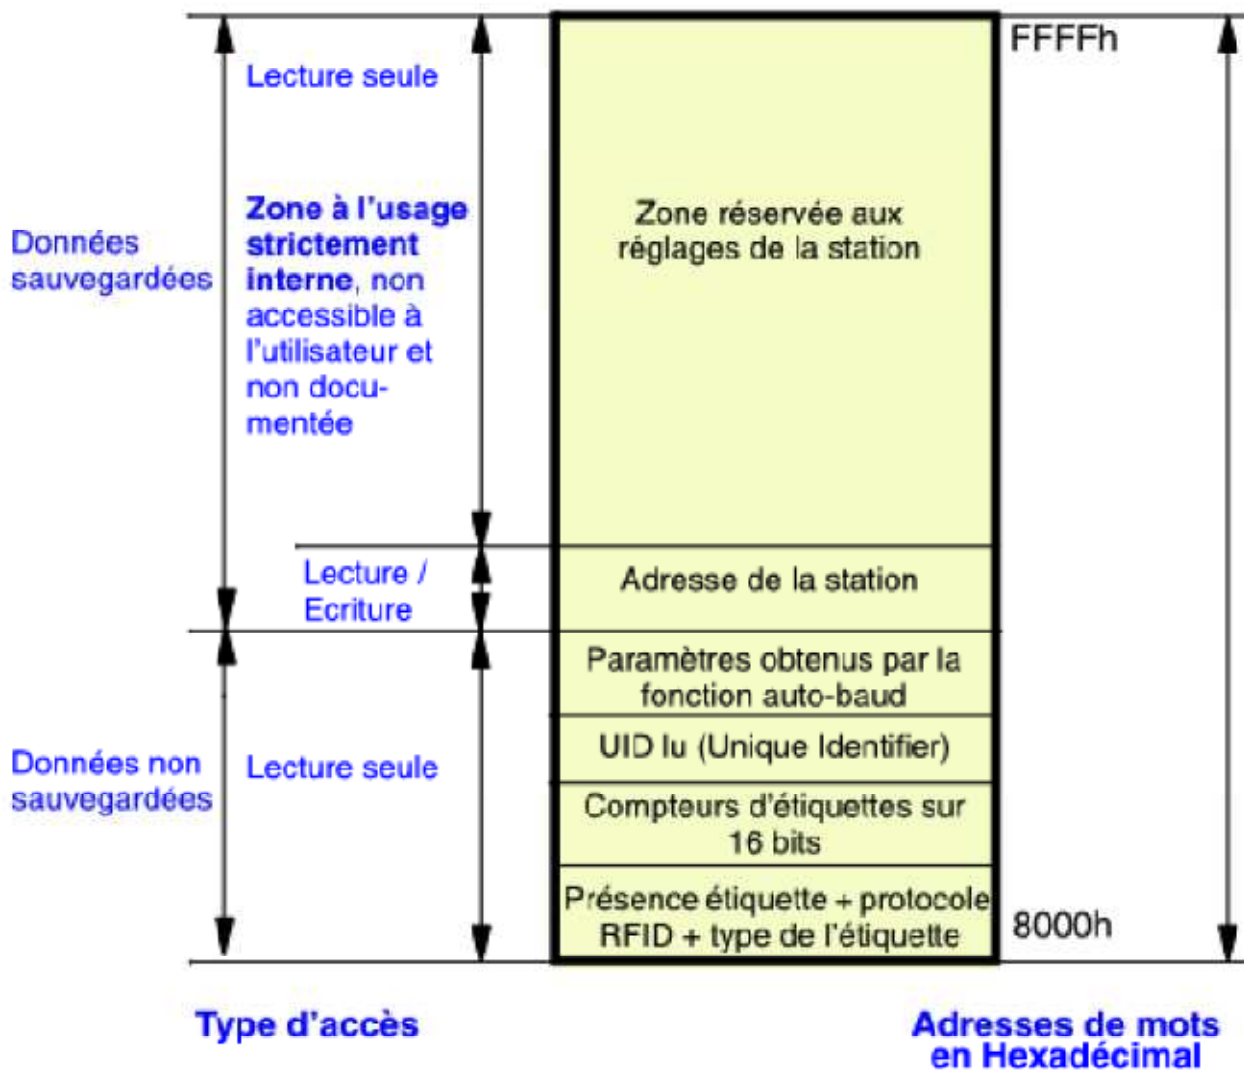 FFFFh
Lecture seule
Zone à l'usage
strictement
interne, non
accessible à
l'utilisateur et
non docu-
mentée
Données
sauvegardées
Zone réservée aux
réglages de la station
Lecture /
Ecriture
Adresse de la station
Paramètres obtenus par la
fonction auto-baud
UID lu (Unique Identifier)
Données non
sauvegardées
Lecture seule
Compteurs d'étiquettes sur
16 bits
Présence étiquette + protocole
RFID + type de l'étiquette
8000h
Type d'accès
Adresses de mots
en Hexadécimal